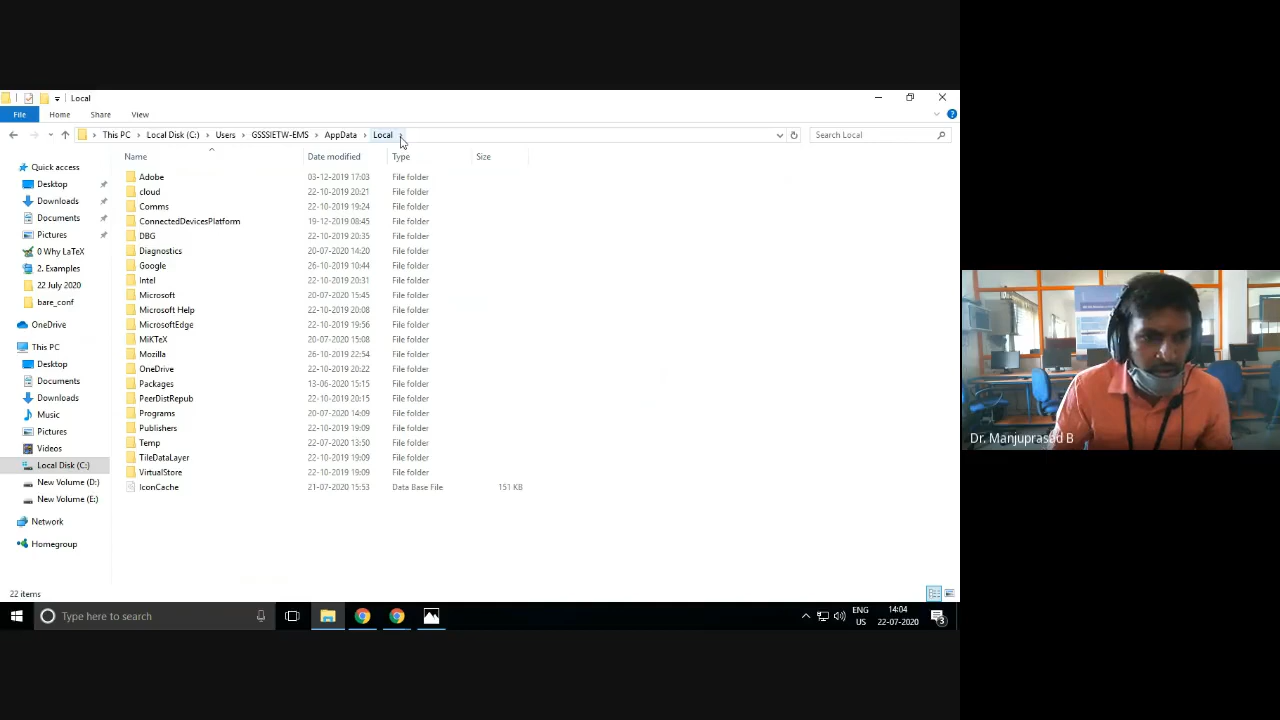 Local
File Home Share View
This PC Local Disk (C:) Users GSSSIETW-EMS AppData Local
Search Local
Name Date modified Type Size
Quick access
Desktop
Downloads
Documents
Pictures
0 Why LaTeX
2. Examples
22 July 2020
bare_conf
OneDrive
This PC
Desktop
Documents
Downloads
Music
Pictures
Videos
Local Disk (C:)
New Volume (D:)
New Volume (E:)
Network
Homegroup
Adobe 03-12-2019 17:03 File folder
cloud 22-10-2019 20:21 File folder
Comms 22-10-2019 19:24 File folder
ConnectedDevicesPlatform 19-12-2019 08:45 File folder
DBG 22-10-2019 20:35 File folder
Diagnostics 20-07-2020 14:20 File folder
Google 26-10-2019 10:44 File folder
Intel 22-10-2019 20:31 File folder
Microsoft 20-07-2020 15:45 File folder
Microsoft Help 22-10-2019 20:08 File folder
MicrosoftEdge 22-10-2019 19:56 File folder
MiKTeX 20-07-2020 15:08 File folder
Mozilla 26-10-2019 22:54 File folder
OneDrive 22-10-2019 20:22 File folder
Packages 13-06-2020 15:15 File folder
PeerDistRepub 22-10-2019 20:15 File folder
Programs 20-07-2020 14:09 File folder
Publishers 22-10-2019 19:09 File folder
Temp 22-07-2020 13:50 File folder
TileDataLayer 22-10-2019 19:09 File folder
VirtualStore 22-10-2019 19:09 File folder
IconCache 21-07-2020 15:53 Data Base File 151 KB
22 items
Type here to search
ENG
US
14:04
22-07-2020
3
Dr. Manjuprasad B